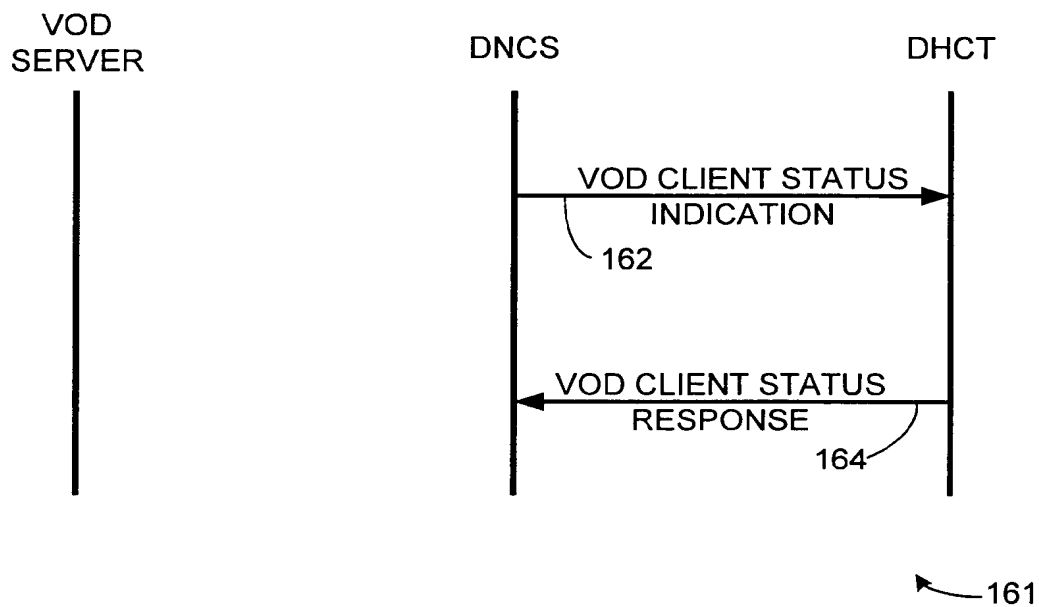 VOD
SERVER
DNCS
DHCT
VOD CLIENT STATUS
INDICATION
162
VOD CLIENT STATUS
RESPONSE
164
161